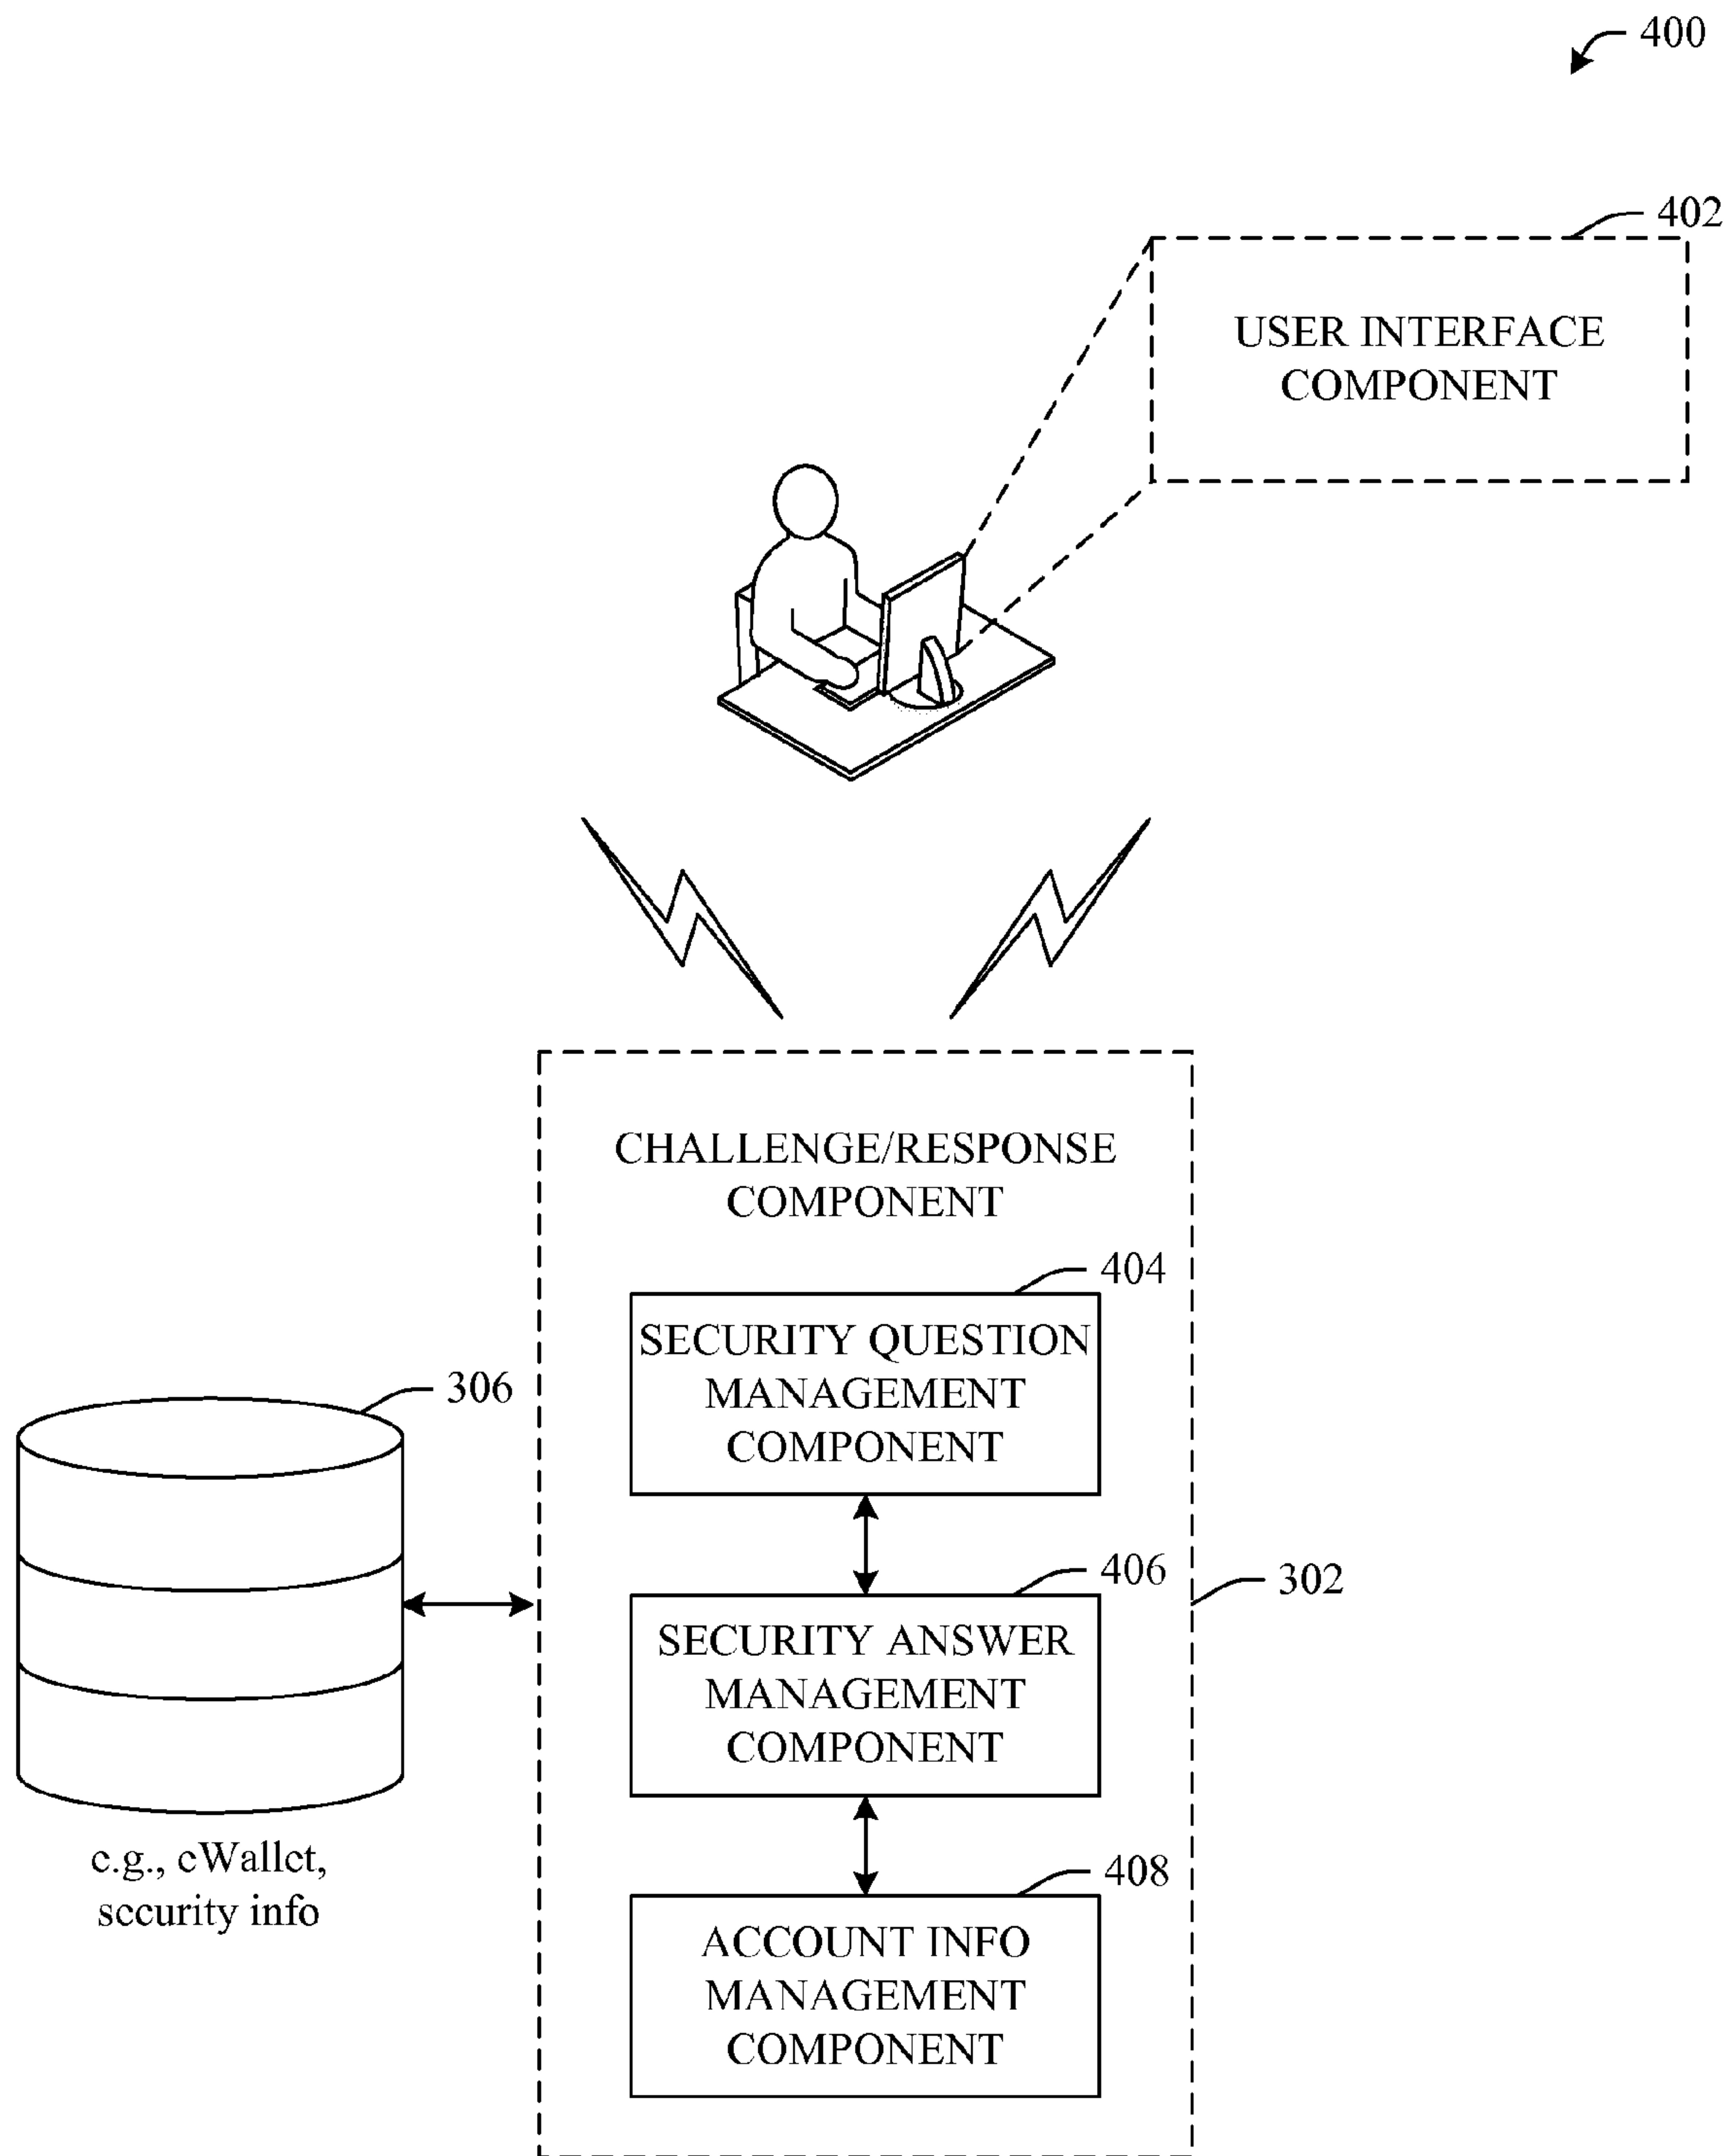 400
402
USER INTERFACE
COMPONENT
CHALLENGE/RESPONSE
COMPONENT
404
SECURITY QUESTION
MANAGEMENT
COMPONENT
306
406
302
SECURITY ANSWER
MANAGEMENT
COMPONENT
e.g., eWallet,
security info
408
ACCOUNT INFO
MANAGEMENT
COMPONENT